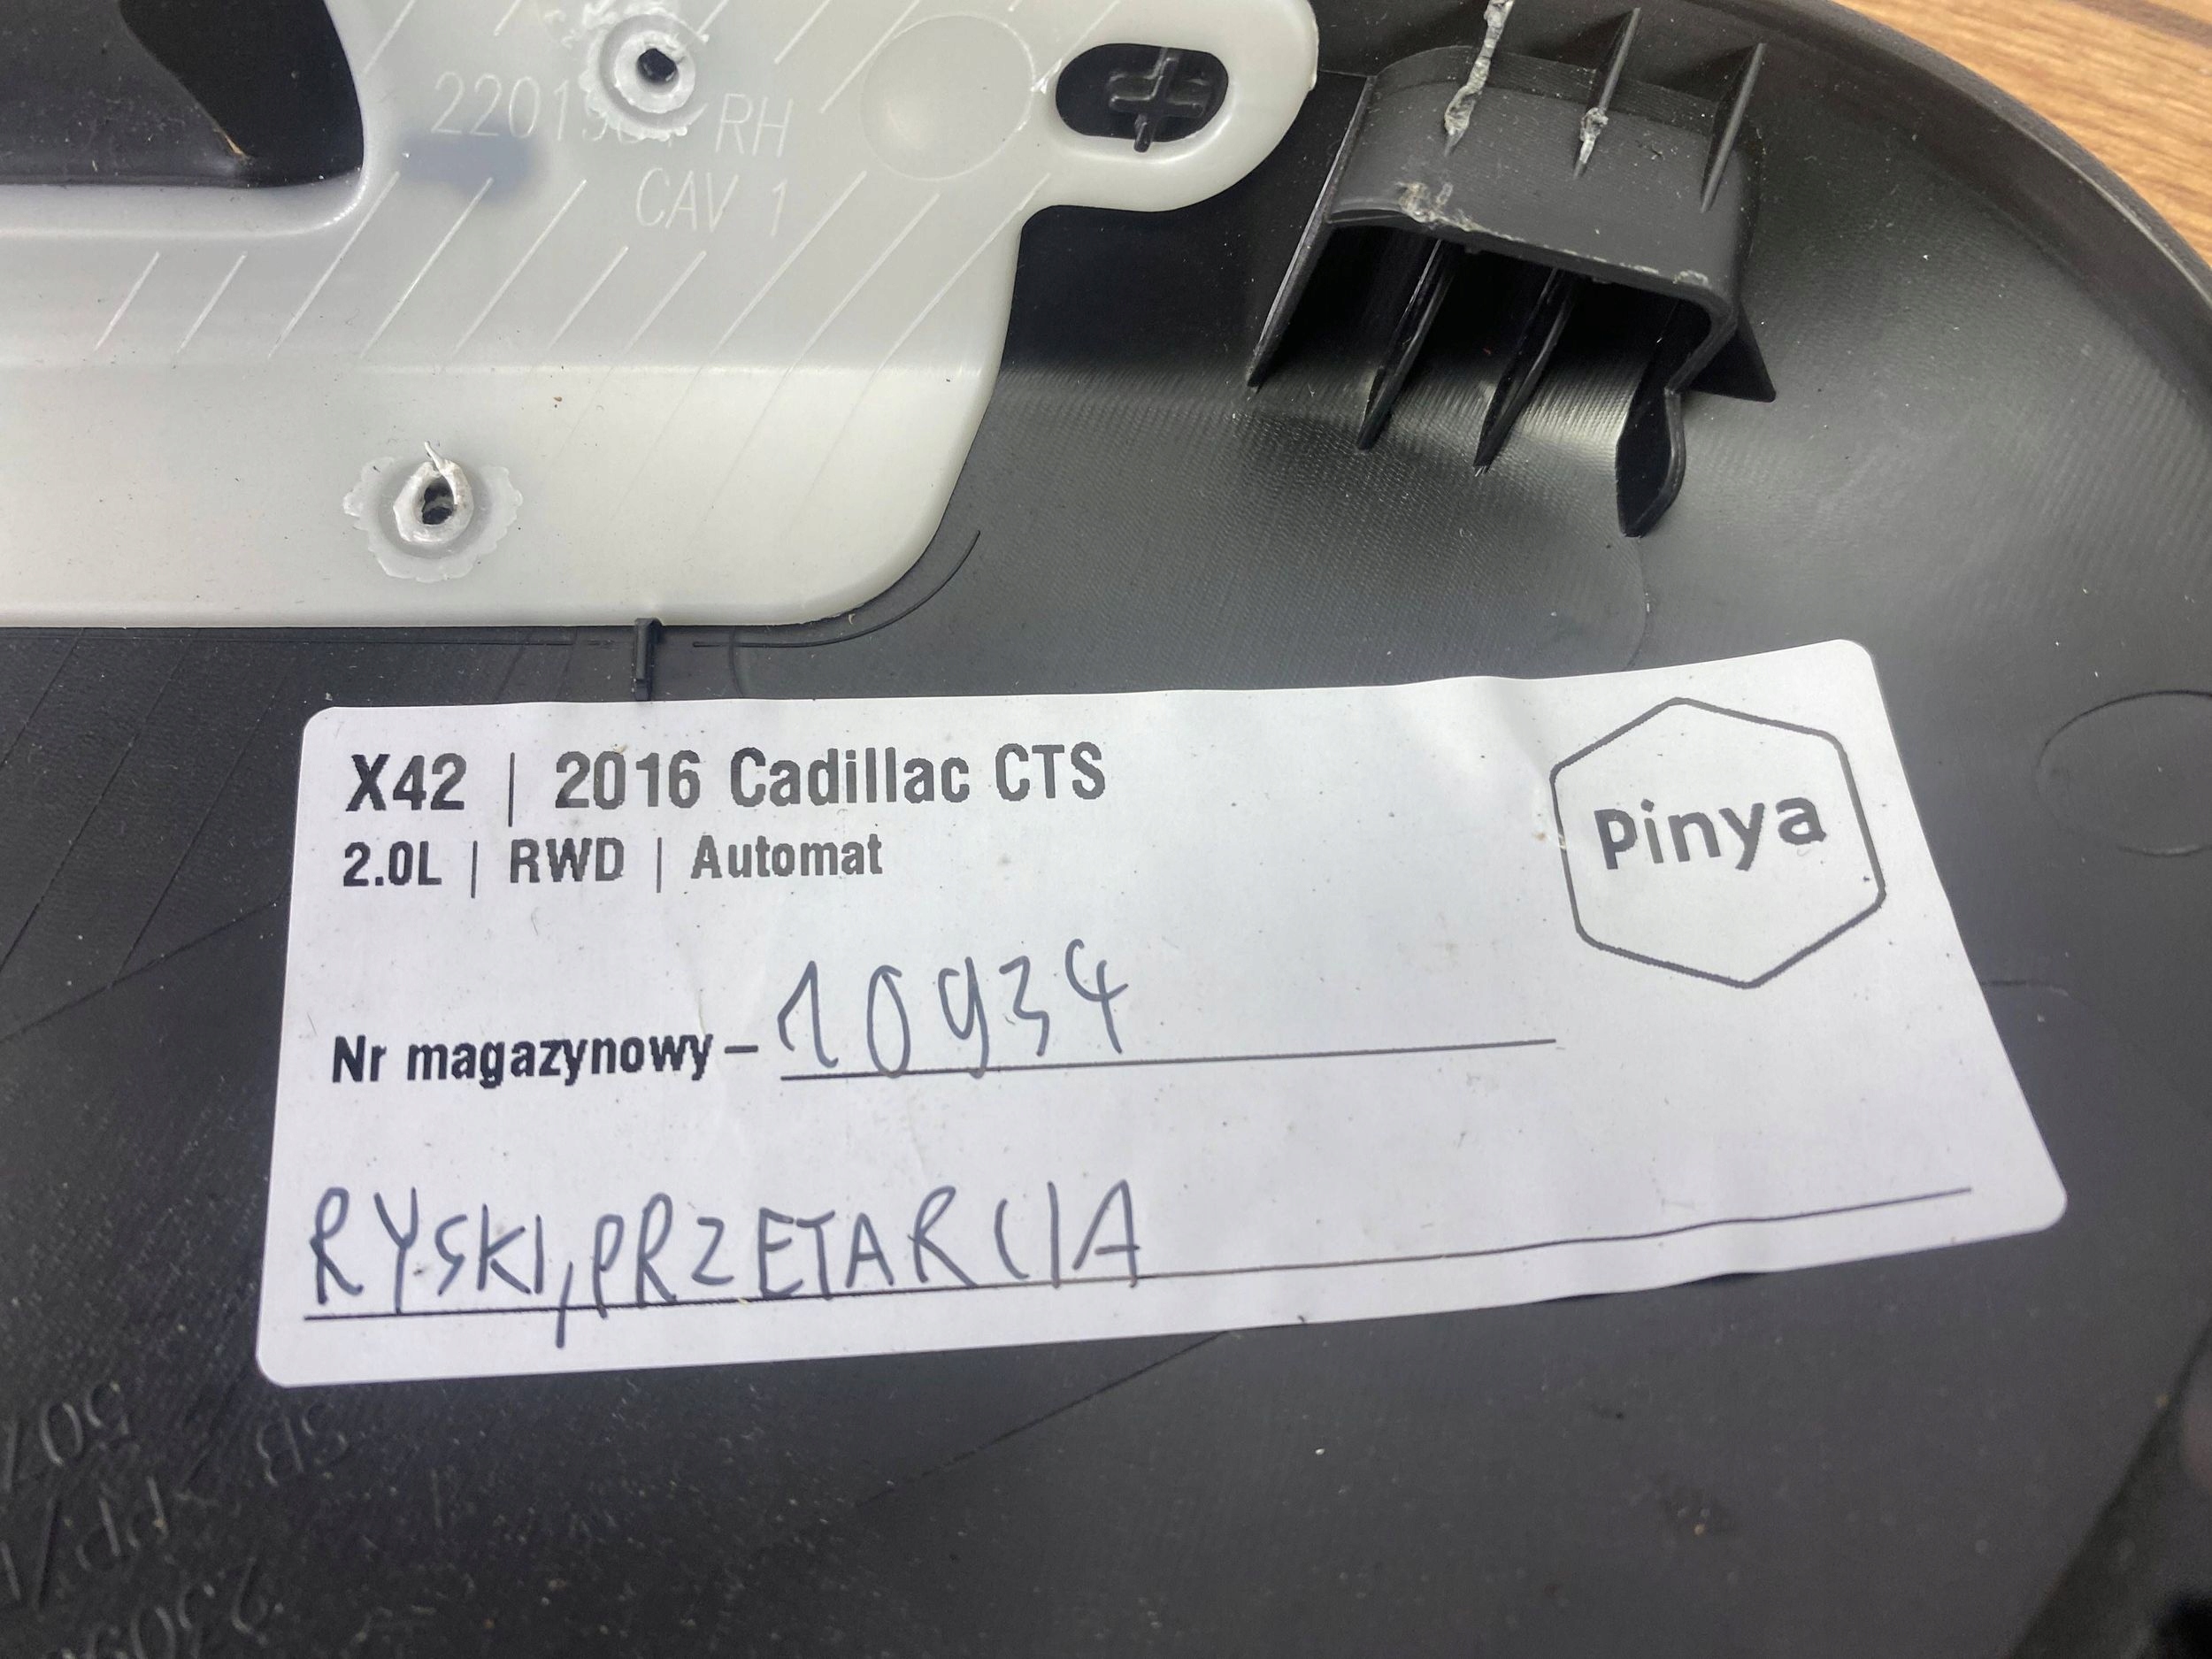 RH
CAV 1
X42 | 2016 Cadillac CTS
2.0L | RWD | Automat
Pinya
Nr magazynowy – 10934
RYSKI, PRZETARCIA